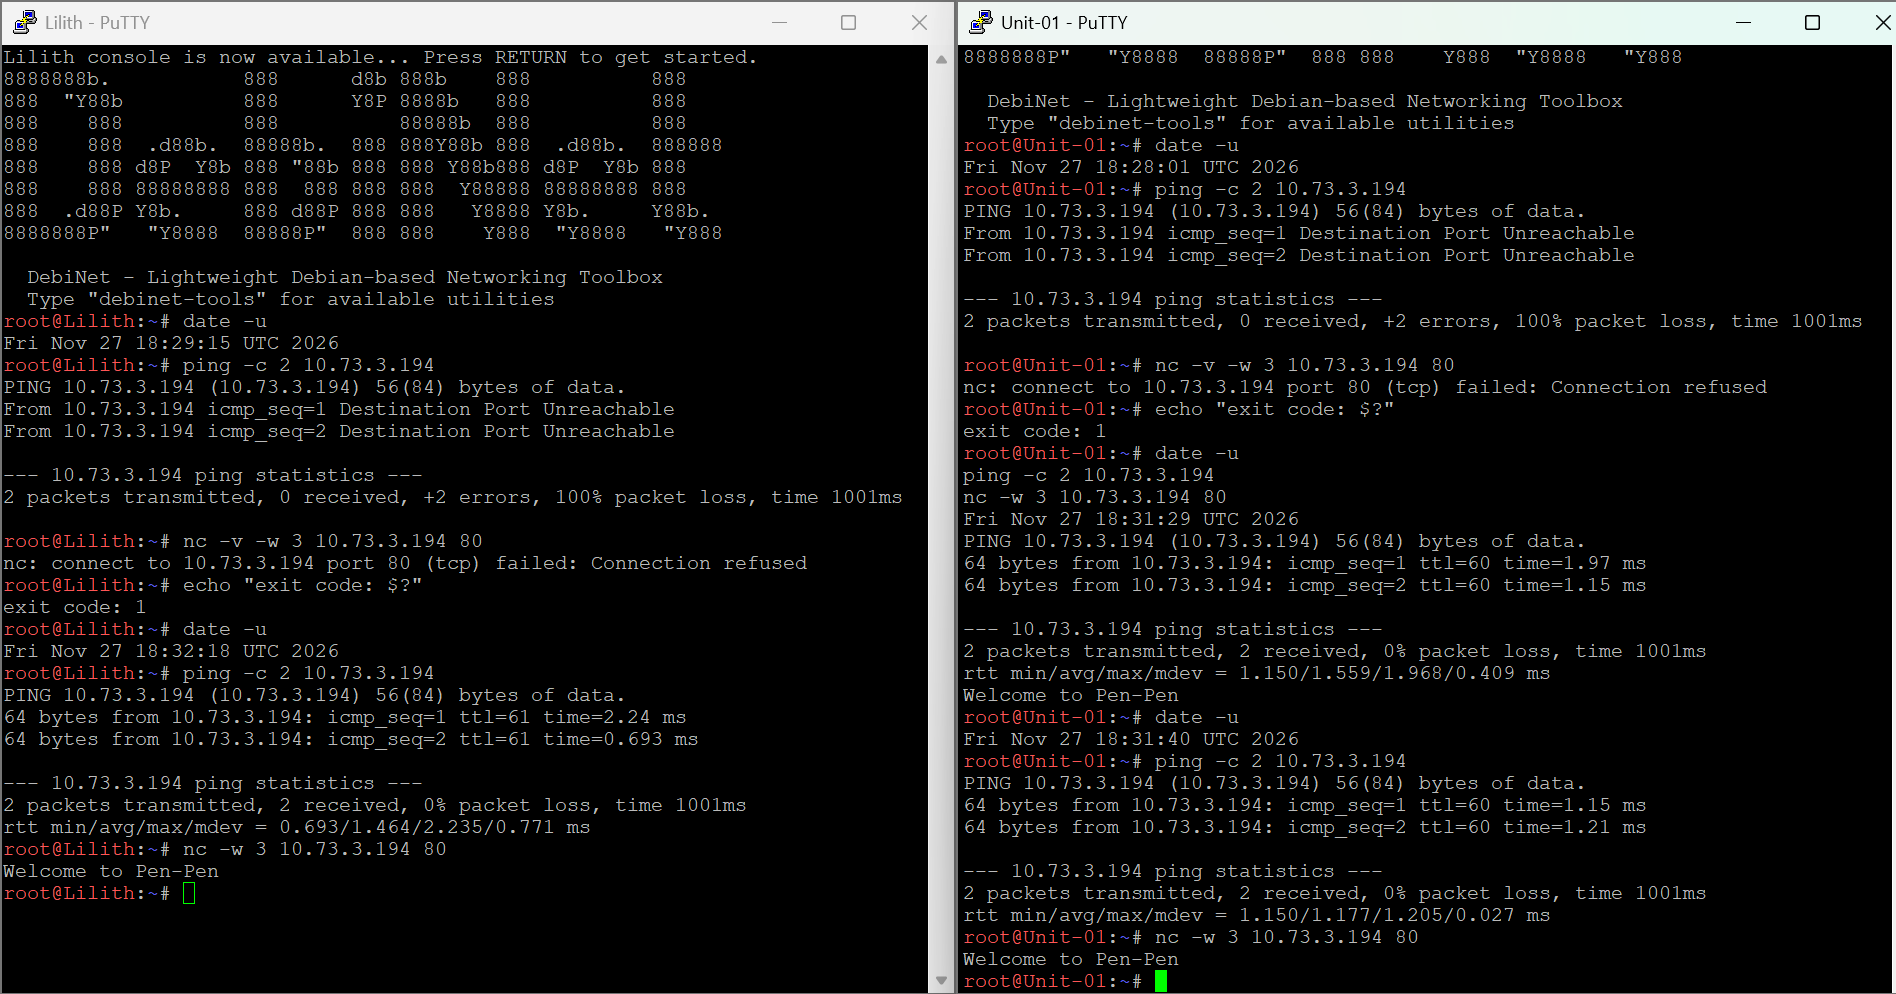 Lilith - PuTTY
Lilith console is now available... Press RETURN to get started.
8888888b.           888      d8b 888b    888          888
888  "Y88b          888      Y8P 8888b   888          888
888    888          888          88888b  888          888
888    888  .d88b.  88888b.  888 888Y88b 888  .d88b.  888888
888    888 d8P  Y8b 888 "88b 888 888 Y88b888 d8P  Y8b 888
888    888 88888888 888  888 888 888  Y88888 88888888 888
888  .d88P Y8b.     888 d88P 888 888   Y8888 Y8b.     Y88b.
8888888P"   "Y8888  88888P"  888 888    Y888  "Y8888   "Y888
  DebiNet - Lightweight Debian-based Networking Toolbox
  Type "debinet-tools" for available utilities
root@Lilith:~# date -u
Fri Nov 27 18:29:15 UTC 2026
root@Lilith:~# ping -c 2 10.73.3.194
PING 10.73.3.194 (10.73.3.194) 56(84) bytes of data.
From 10.73.3.194 icmp_seq=1 Destination Port Unreachable
From 10.73.3.194 icmp_seq=2 Destination Port Unreachable
--- 10.73.3.194 ping statistics ---
2 packets transmitted, 0 received, +2 errors, 100% packet loss, time 1001ms
root@Lilith:~# nc -v -w 3 10.73.3.194 80
nc: connect to 10.73.3.194 port 80 (tcp) failed: Connection refused
root@Lilith:~# echo "exit code: $?"
exit code: 1
root@Lilith:~# date -u
Fri Nov 27 18:32:18 UTC 2026
root@Lilith:~# ping -c 2 10.73.3.194
PING 10.73.3.194 (10.73.3.194) 56(84) bytes of data.
64 bytes from 10.73.3.194: icmp_seq=1 ttl=61 time=2.24 ms
64 bytes from 10.73.3.194: icmp_seq=2 ttl=61 time=0.693 ms
--- 10.73.3.194 ping statistics ---
2 packets transmitted, 2 received, 0% packet loss, time 1001ms
rtt min/avg/max/mdev = 0.693/1.464/2.235/0.771 ms
root@Lilith:~# nc -w 3 10.73.3.194 80
Welcome to Pen-Pen
root@Lilith:~#
Unit-01 - PuTTY
8888888P"   "Y8888  88888P"  888 888    Y888  "Y8888   "Y888
  DebiNet - Lightweight Debian-based Networking Toolbox
  Type "debinet-tools" for available utilities
root@Unit-01:~# date -u
Fri Nov 27 18:28:01 UTC 2026
root@Unit-01:~# ping -c 2 10.73.3.194
PING 10.73.3.194 (10.73.3.194) 56(84) bytes of data.
From 10.73.3.194 icmp_seq=1 Destination Port Unreachable
From 10.73.3.194 icmp_seq=2 Destination Port Unreachable
--- 10.73.3.194 ping statistics ---
2 packets transmitted, 0 received, +2 errors, 100% packet loss, time 1001ms
root@Unit-01:~# nc -v -w 3 10.73.3.194 80
nc: connect to 10.73.3.194 port 80 (tcp) failed: Connection refused
root@Unit-01:~# echo "exit code: $?"
exit code: 1
root@Unit-01:~# date -u
ping -c 2 10.73.3.194
nc -w 3 10.73.3.194 80
Fri Nov 27 18:31:29 UTC 2026
PING 10.73.3.194 (10.73.3.194) 56(84) bytes of data.
64 bytes from 10.73.3.194: icmp_seq=1 ttl=60 time=1.97 ms
64 bytes from 10.73.3.194: icmp_seq=2 ttl=60 time=1.15 ms
--- 10.73.3.194 ping statistics ---
2 packets transmitted, 2 received, 0% packet loss, time 1001ms
rtt min/avg/max/mdev = 1.150/1.559/1.968/0.409 ms
Welcome to Pen-Pen
root@Unit-01:~# date -u
Fri Nov 27 18:31:40 UTC 2026
root@Unit-01:~# ping -c 2 10.73.3.194
PING 10.73.3.194 (10.73.3.194) 56(84) bytes of data.
64 bytes from 10.73.3.194: icmp_seq=1 ttl=60 time=1.15 ms
64 bytes from 10.73.3.194: icmp_seq=2 ttl=60 time=1.21 ms
--- 10.73.3.194 ping statistics ---
2 packets transmitted, 2 received, 0% packet loss, time 1001ms
rtt min/avg/max/mdev = 1.150/1.177/1.205/0.027 ms
root@Unit-01:~# nc -w 3 10.73.3.194 80
Welcome to Pen-Pen
root@Unit-01:~#